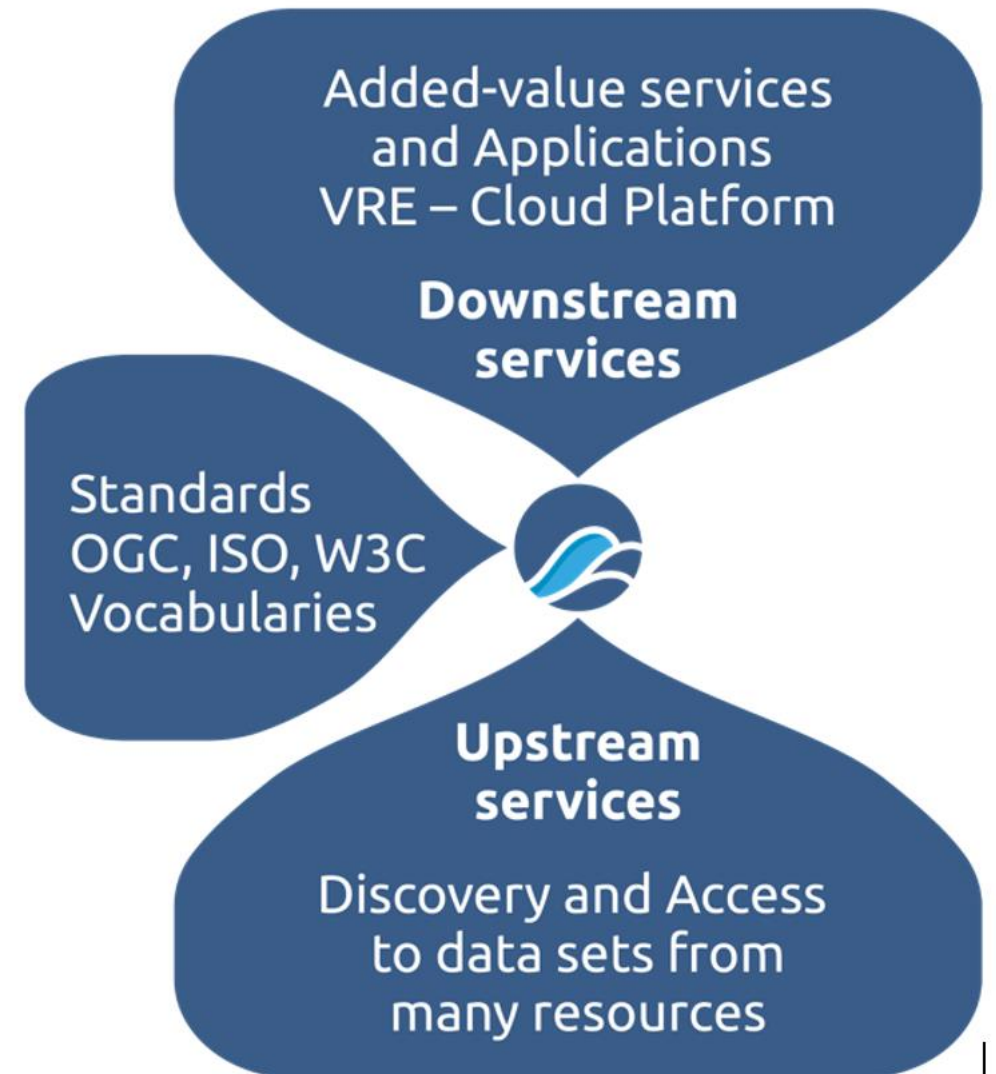 Added-value services
and Applications
VRE – Cloud Platform
Downstream
services
Standards
OGC, ISO, W3C
Vocabularies
Upstream
services
Discovery and Access
to data sets from
many resources